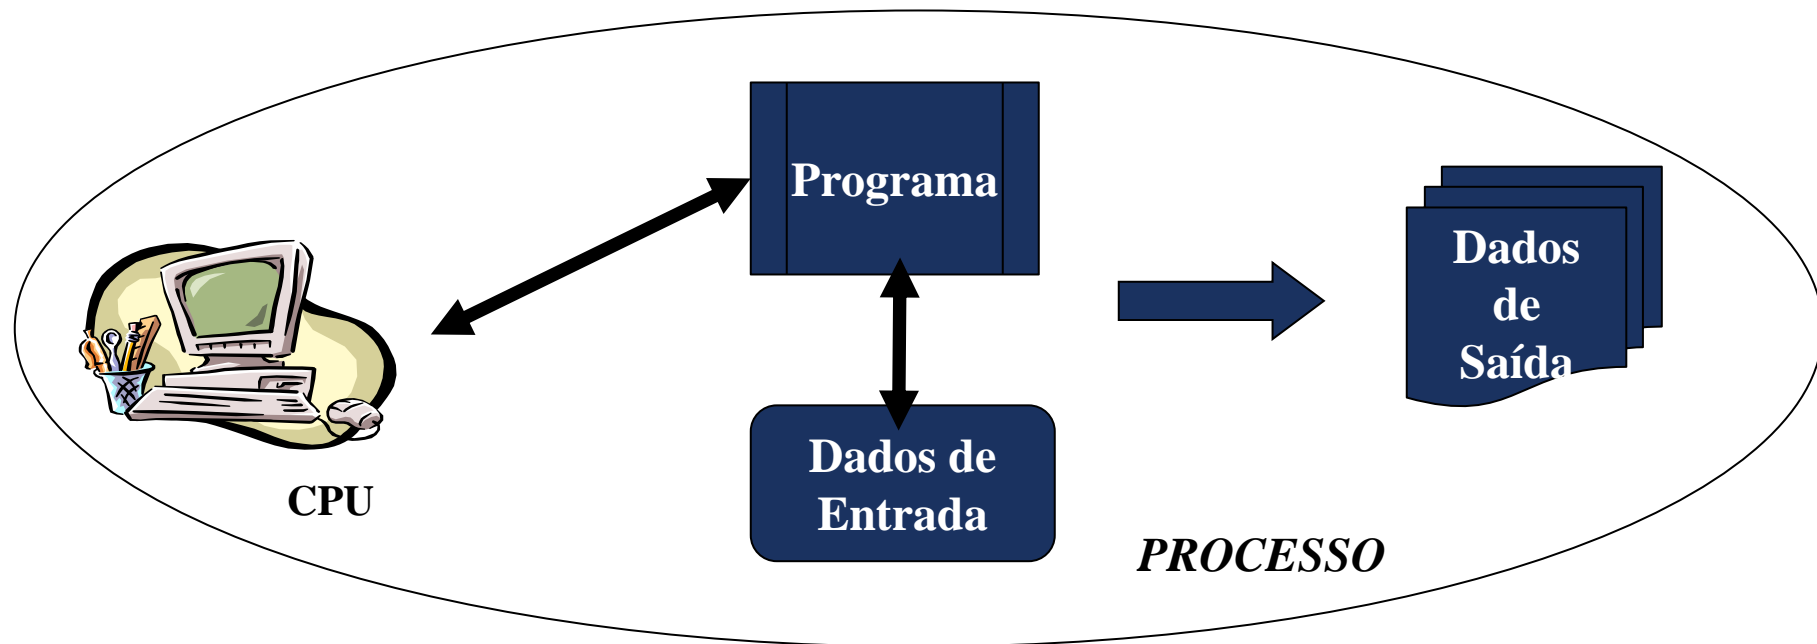 Programa
Dados
de
Saída
Dados de
Entrada
CPU
PROCESSO